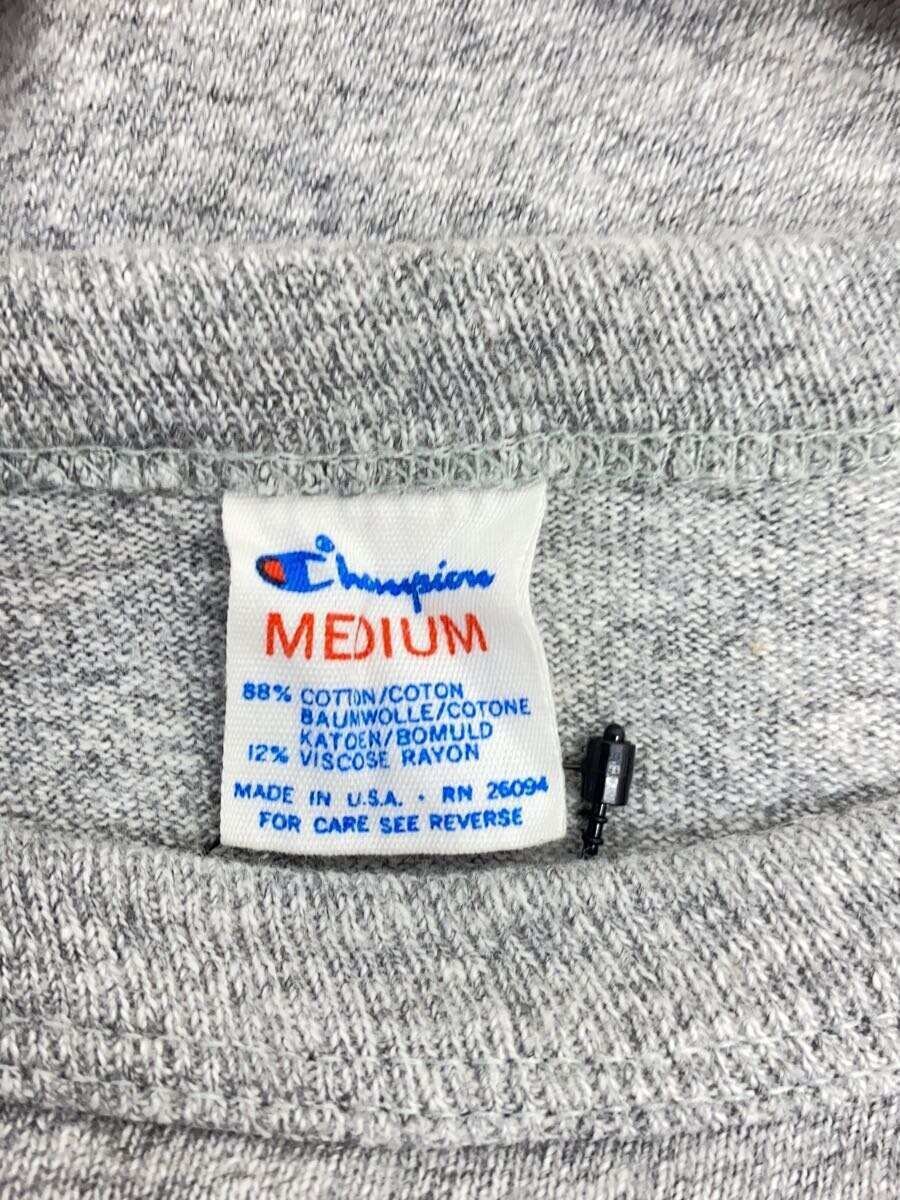 Champion
MEDIUM
88% COTTON/COTON
BAUMWOLLE/COTONE
KATOEN/BOMULD
12% VISCOSE RAYON
MADE IN U.S.A. · RN 26094
FOR CARE SEE REVERSE